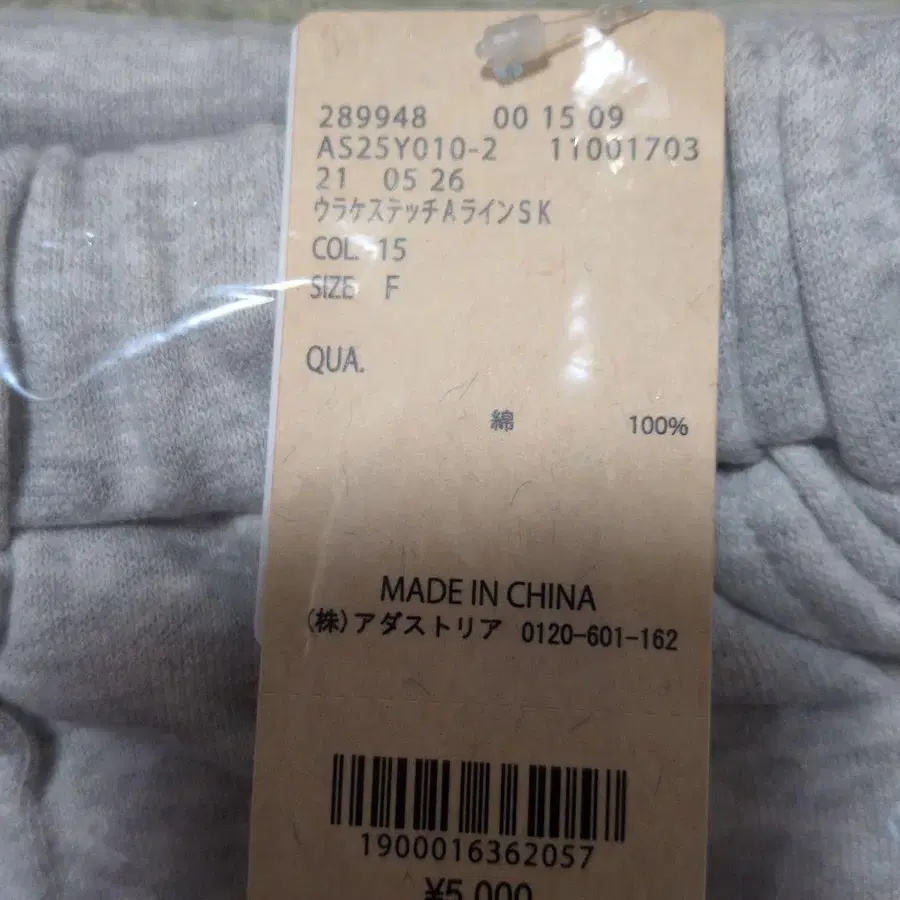 289948 00 15 09
AS25Y010-2 11001703
21 05 26
ウラケステッチAラインSK
COL. 15
SIZE F
QUA.
綿 100%
MADE IN CHINA
(株)アダストリア 0120-601-162
1900016362057
¥5,000